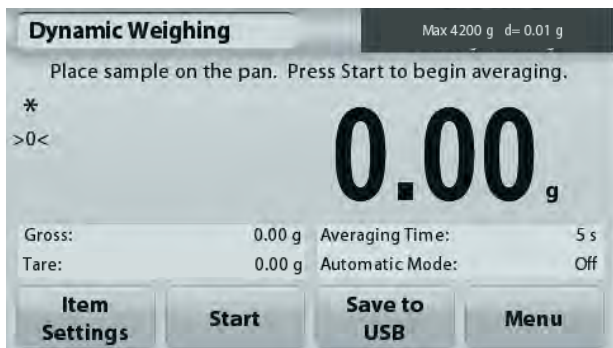 Dynamic Weighing
Max 4200 g d= 0.01 g
Place sample on the pan. Press Start to begin averaging.
*
>0<
0.00 g
Gross: 0.00 g Averaging Time: 5 s
Tare: 0.00 g Automatic Mode: Off
Item Settings
Start
Save to USB
Menu